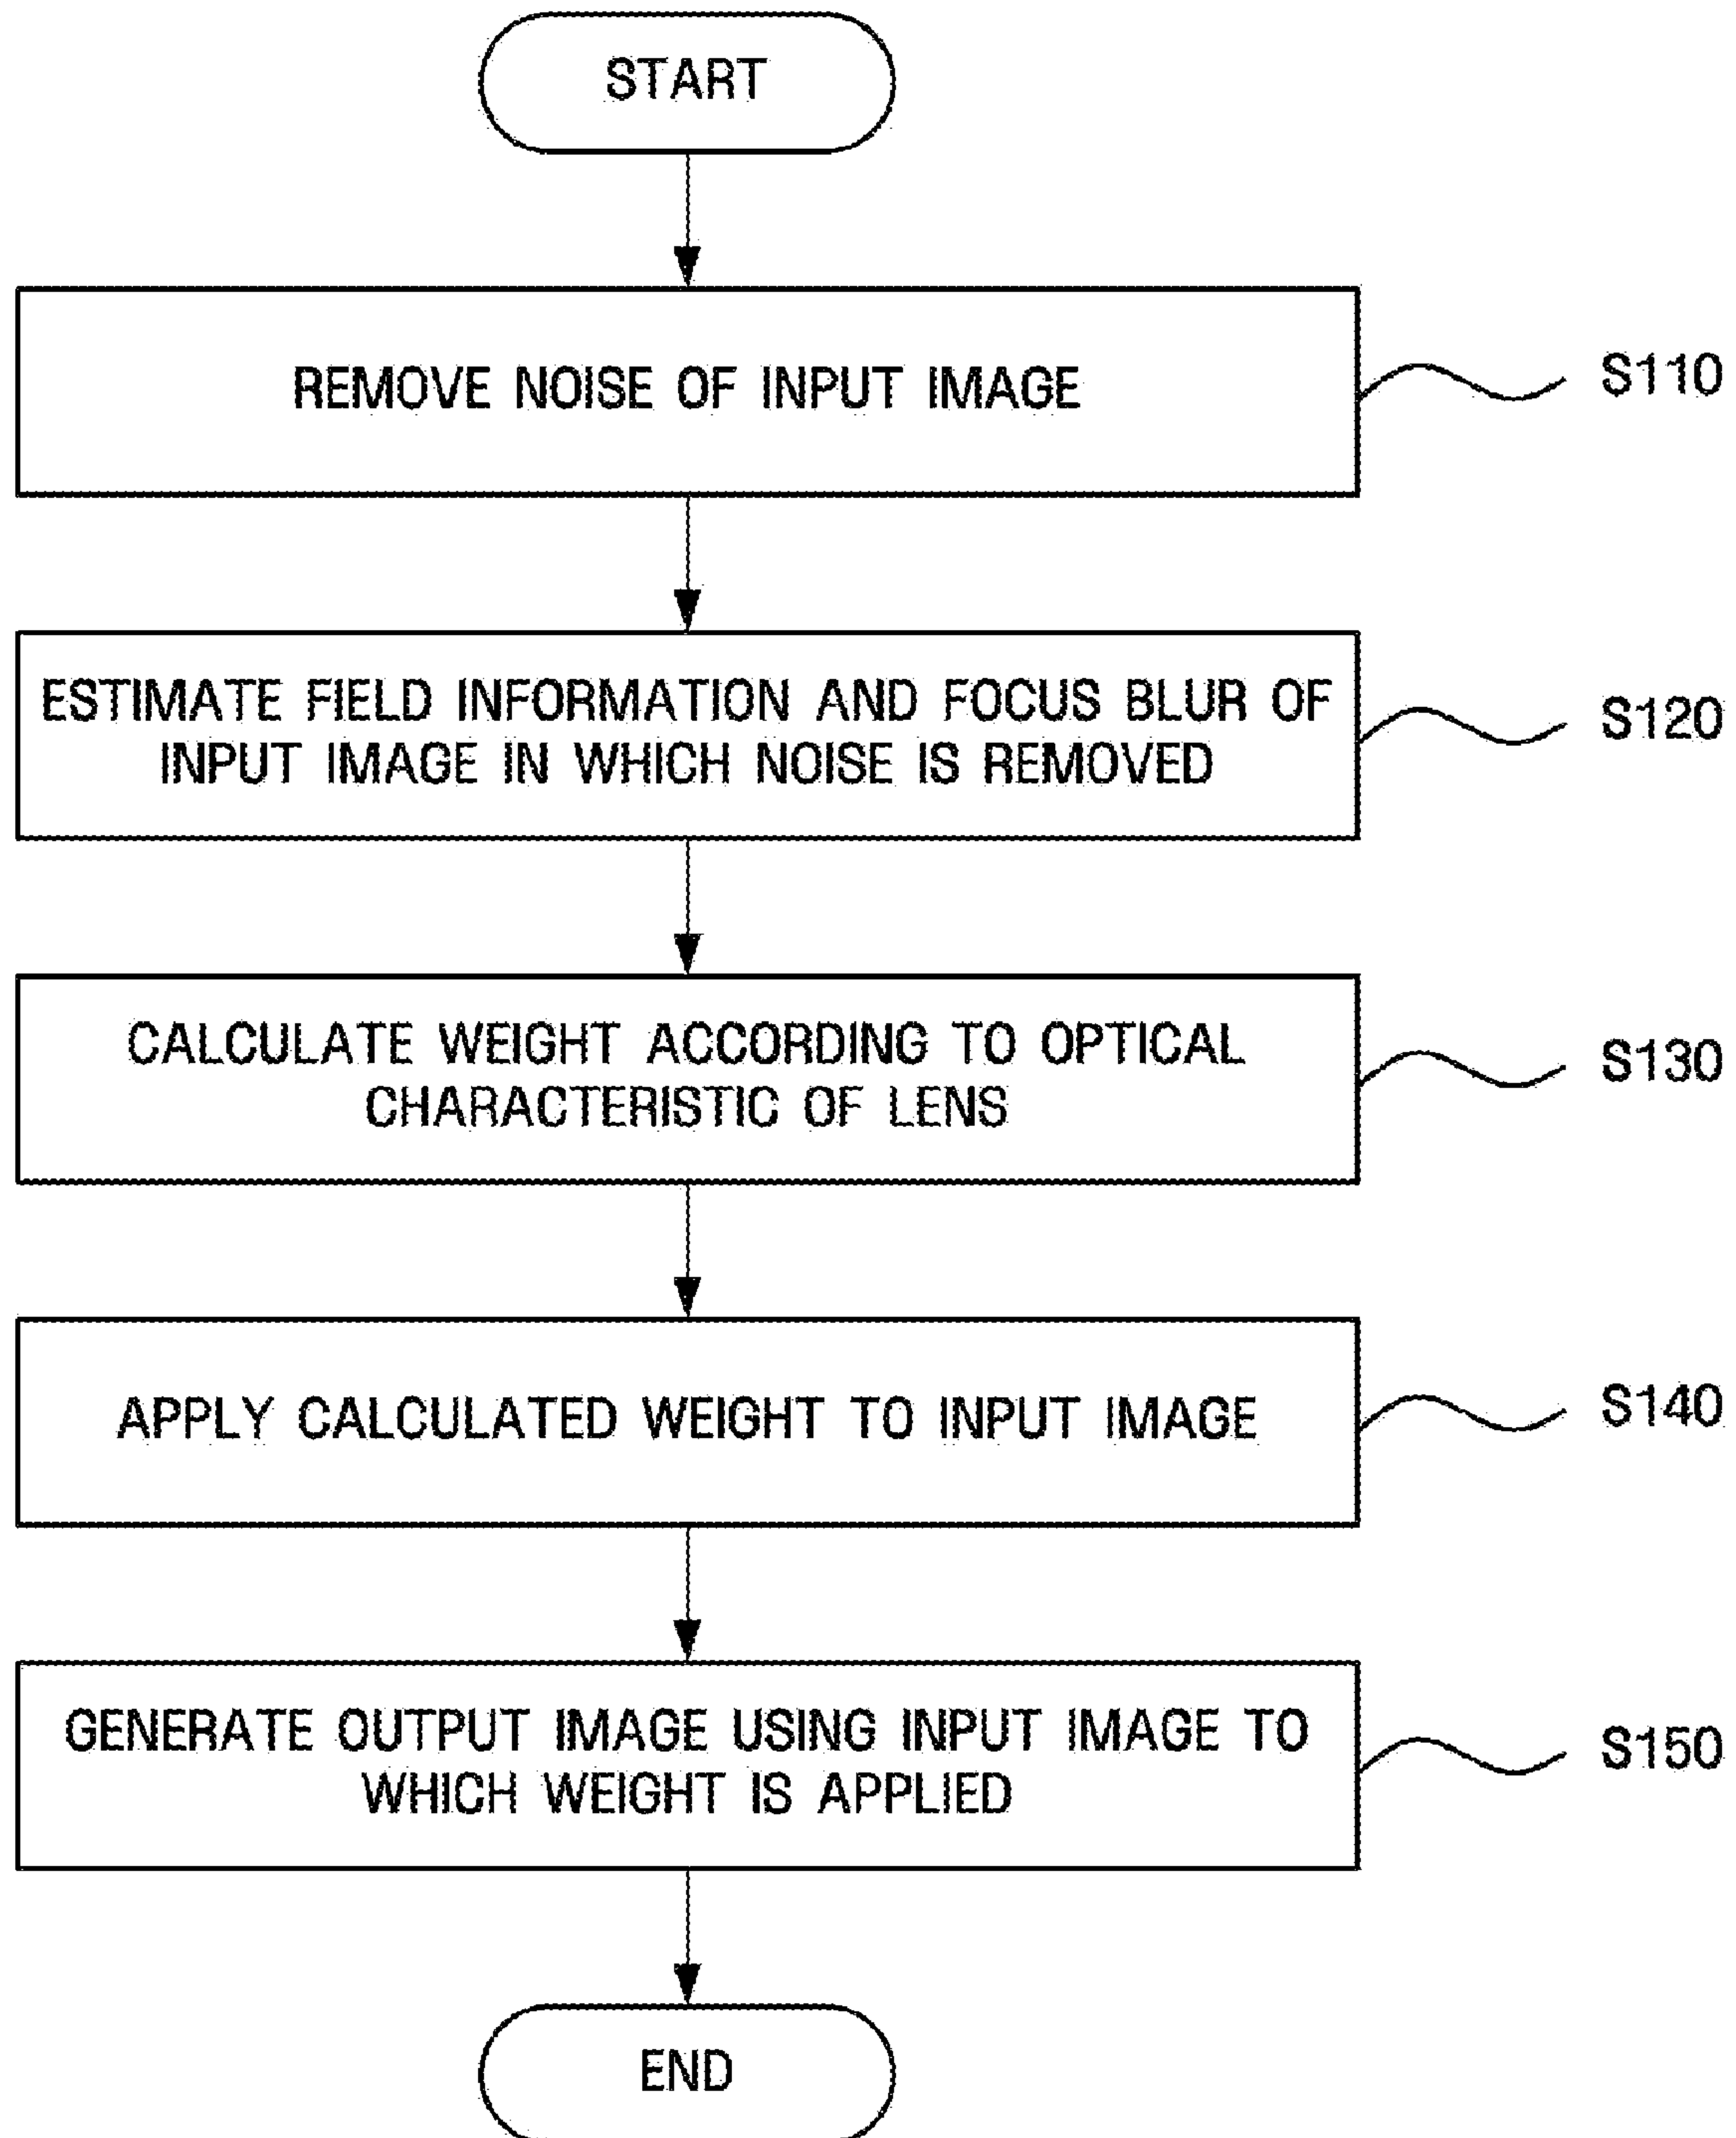 START
REMOVE NOISE OF INPUT IMAGE
S110
ESTIMATE FIELD INFORMATION AND FOCUS BLUR OF
INPUT IMAGE IN WHICH NOISE IS REMOVED
S120
CALCULATE WEIGHT ACCORDING TO OPTICAL
CHARACTERISTIC OF LENS
S130
APPLY CALCULATED WEIGHT TO INPUT IMAGE
S140
GENERATE OUTPUT IMAGE USING INPUT IMAGE TO
WHICH WEIGHT IS APPLIED
S150
END